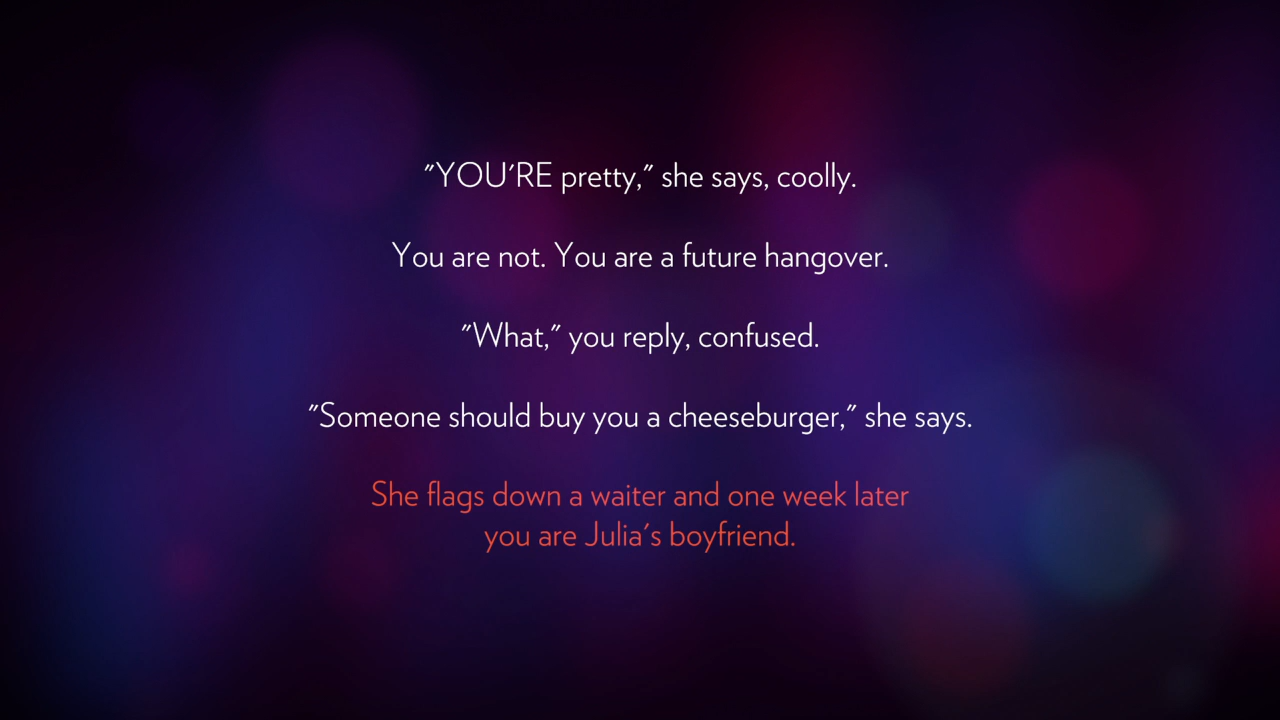 "YOU'RE pretty," she says, coolly.
You are not. You are a future hangover.
"What," you reply, confused.
"Someone should buy you a cheeseburger," she says.
She flags down a waiter and one week later
you are Julia's boyfriend.